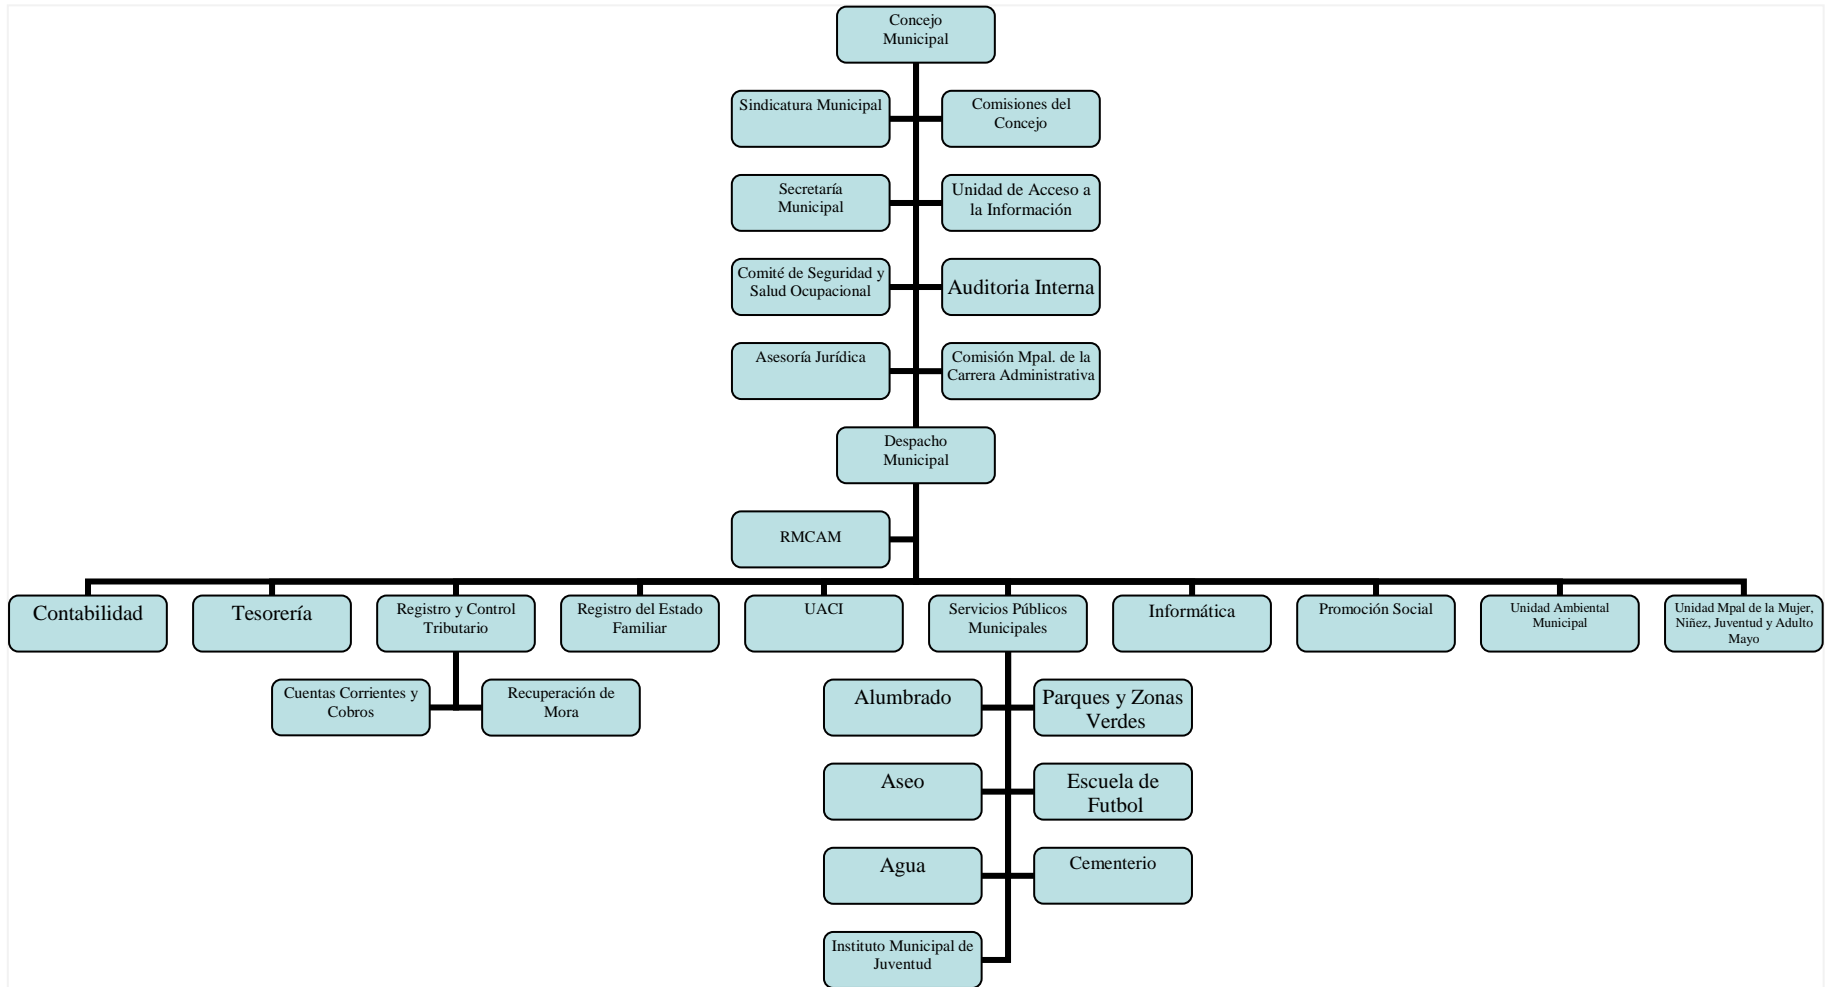 Concejo
Municipal
Sindicatura Municipal
Comisiones del
Concejo
Secretaría
Municipal
Unidad de Acceso a
la Información
Comité de Seguridad y
Salud Ocupacional
Auditoria Interna
Asesoría Jurídica
Comisión Mpal. de la
Carrera Administrativa
Despacho
Municipal
RMCAM
Contabilidad
Tesorería
Registro y Control
Tributario
Registro del Estado
Familiar
UACI
Servicios Públicos
Municipales
Informática
Promoción Social
Unidad Ambiental
Municipal
Unidad Mpal de la Mujer,
Niñez, Juventud y Adulto
Mayo
Cuentas Corrientes y
Cobros
Recuperación de
Mora
Alumbrado
Parques y Zonas
Verdes
Aseo
Escuela de
Futbol
Agua
Cementerio
Instituto Municipal de
Juventud